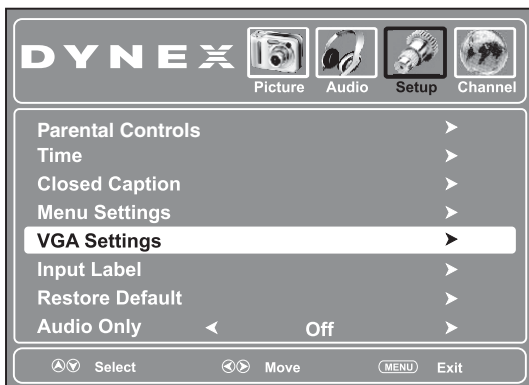 DYNEX
Picture Audio Setup Channel
Parental Controls
Time
Closed Caption
Menu Settings
VGA Settings
Input Label
Restore Default
Audio Only Off
Select Move MENU Exit